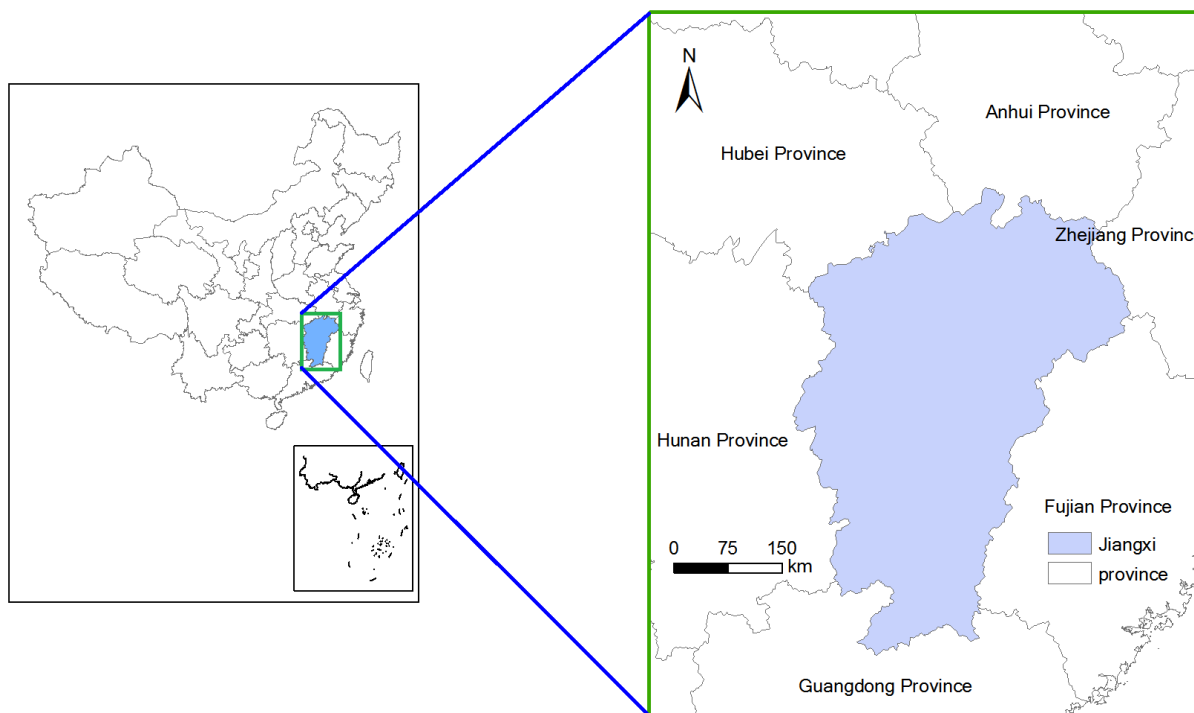 N
Anhui Province
Hubei Province
Zhejiang Provinc
Hunan Province
Fujian Province
0 75 150
km
Jiangxi
province
Guangdong Province